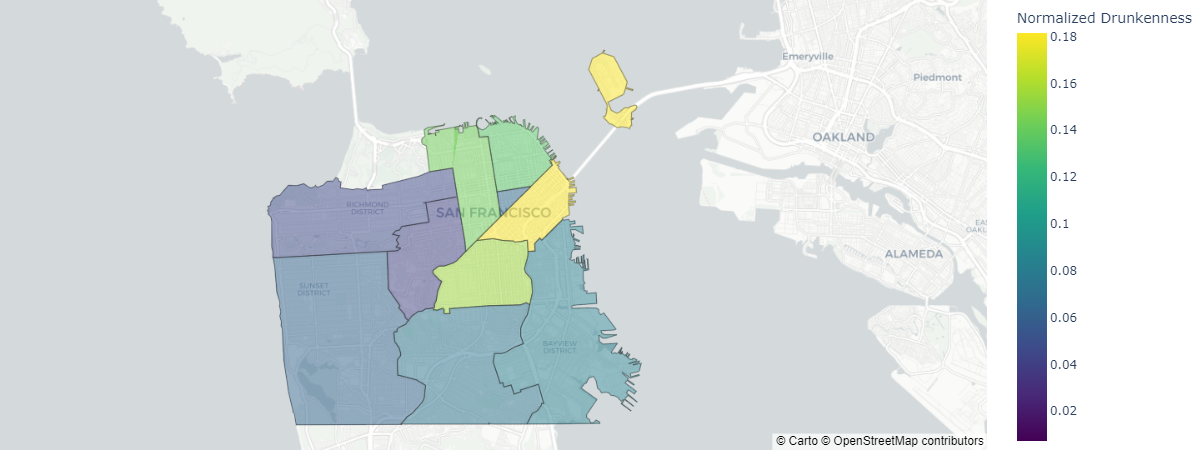 Normalized Drunkenness
0.18
0.16
0.14
0.12
0.1
0.08
0.06
0.04
0.02
Emeryville
Piedmont
OAKLAND
RICHMOND
DISTRICT
SAN FRANCISCO
ALAMEDA
SUNSET
DISTRICT
BAYVIEW
DISTRICT
© Carto © OpenStreetMap contributors